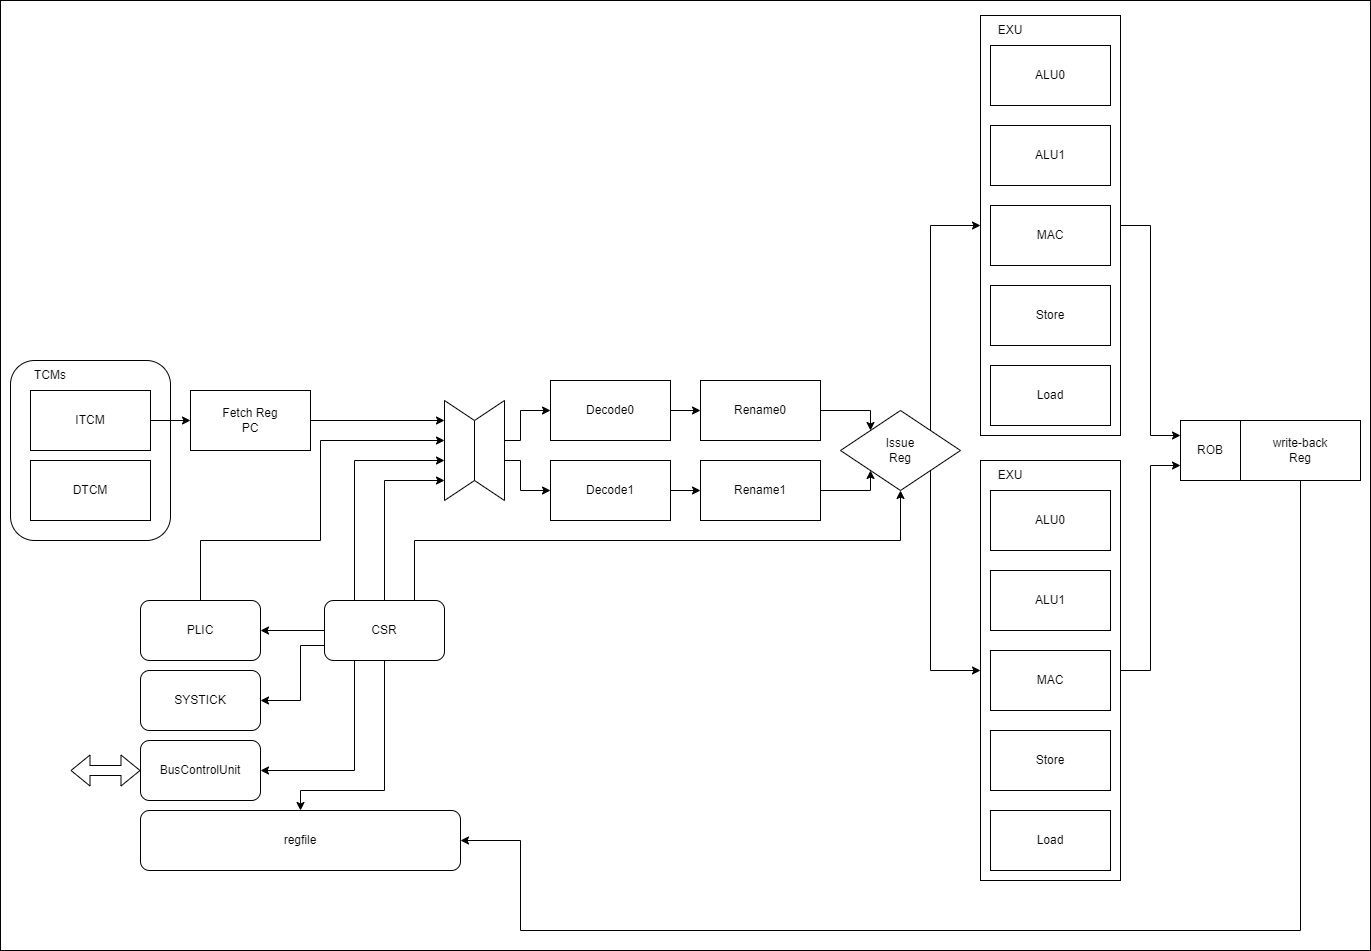 EXU
ALU0
ALU1
MAC
Store
Load
TCMs
ITCM
DTCM
Fetch Reg
PC
Decode0
Rename0
Decode1
Rename1
Issue
Reg
EXU
ALU0
ALU1
MAC
Store
Load
ROB
write-back
Reg
PLIC
CSR
SYSTICK
BusControlUnit
regfile